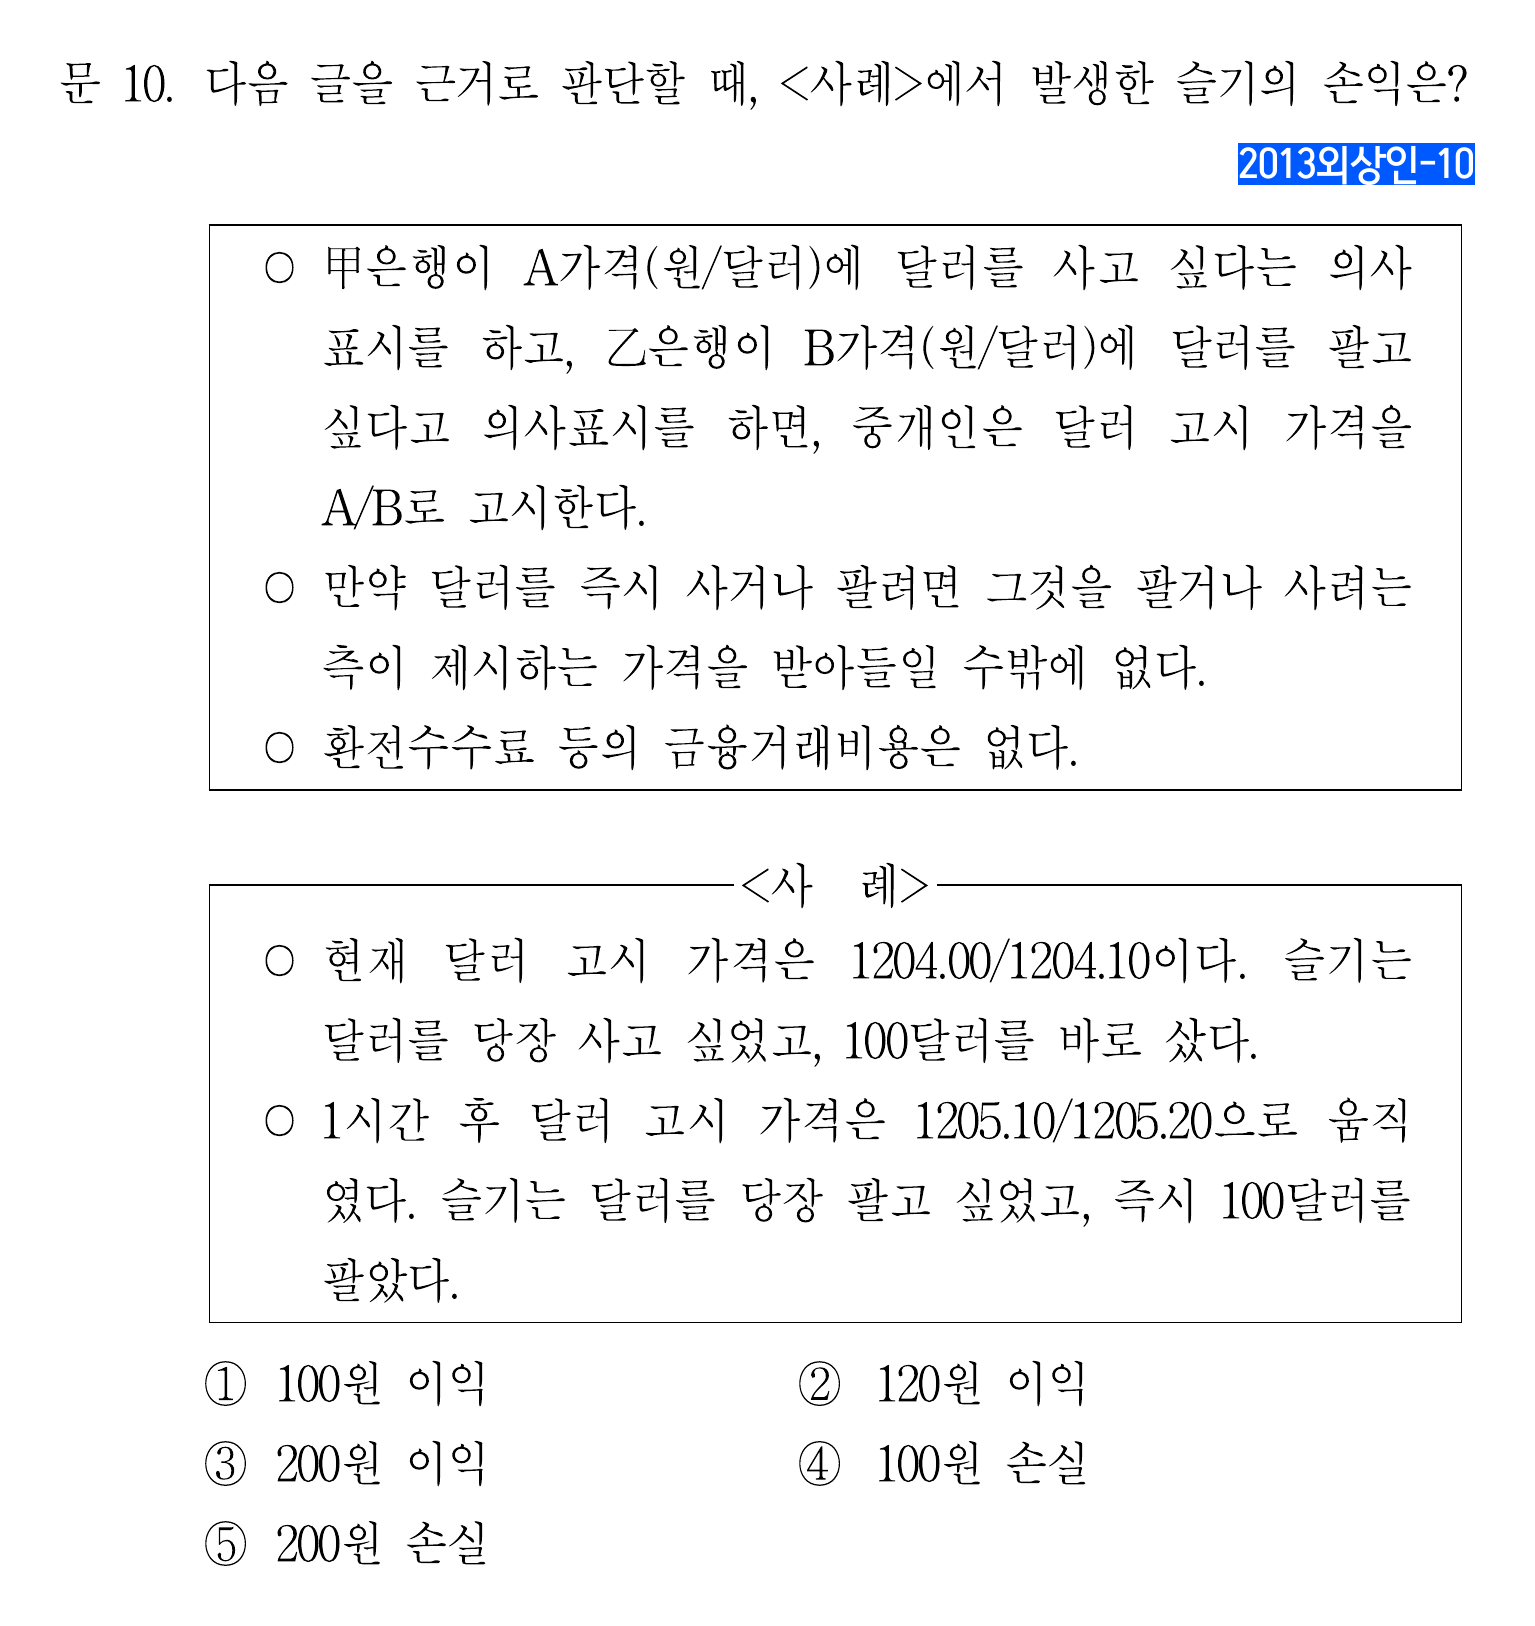 문 10. 다음 글을 근거로 판단할 때, <사례>에서 발생한 슬기의 손익은?
2013외상인-10
○ 甲은행이 A가격(원/달러)에 달러를 사고 싶다는 의사
표시를 하고, 乙은행이 B가격(원/달러)에 달러를 팔고
싶다고 의사표시를 하면, 중개인은 달러 고시 가격을
A/B로 고시한다.
○ 만약 달러를 즉시 사거나 팔려면 그것을 팔거나 사려는
측이 제시하는 가격을 받아들일 수밖에 없다.
○ 환전수수료 등의 금융거래비용은 없다.
<사 례>
○ 현재 달러 고시 가격은 1204.00/1204.10이다. 슬기는
달러를 당장 사고 싶었고, 100달러를 바로 샀다.
○ 1시간 후 달러 고시 가격은 1205.10/1205.20으로 움직
였다. 슬기는 달러를 당장 팔고 싶었고, 즉시 100달러를
팔았다.
① 100원 이익 ② 120원 이익
③ 200원 이익 ④ 100원 손실
⑤ 200원 손실